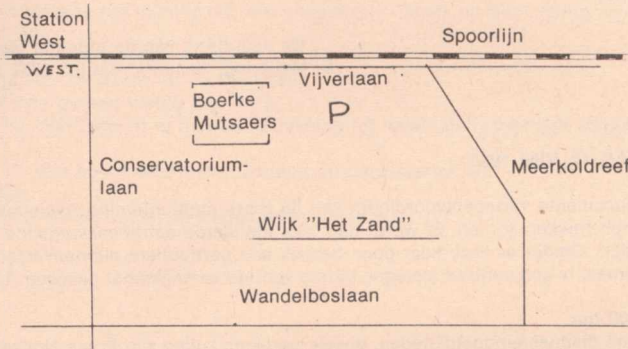 Station
West
Spoorlijn
WEST.
Vijverlaan
Boerke
Mutsaers
P
Conservatorium-
laan
Meerkoldreef
Wijk "Het Zand"
Wandelboslaan